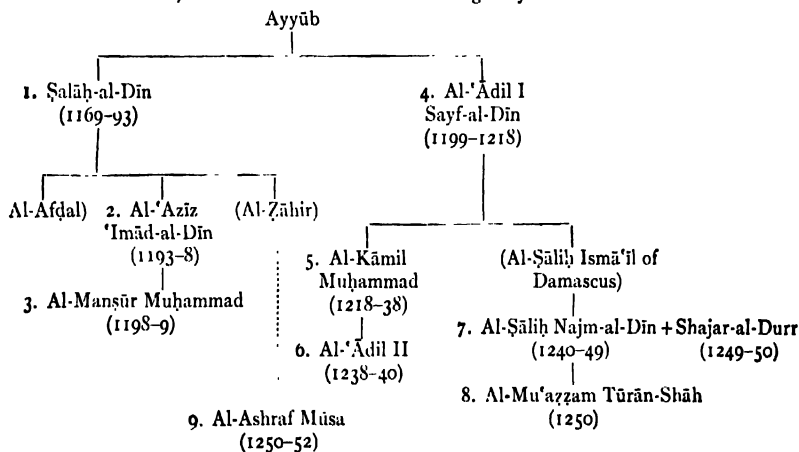 Ayyūb
1. Ṣalāḥ-al-Dīn
(1169–93)
4. Al-'Ādil I
Sayf-al-Dīn
(1199–1218)
Al-Afḍal)
2. Al-'Azīz
'Imād-al-Dīn
(1193–8)
(Al-Ẓāhir)
3. Al-Manṣūr Muḥammad
(1198–9)
5. Al-Kāmil
Muḥammad
(1218–38)
(Al-Ṣāliḥ Ismā'īl of
Damascus)
6. Al-'Ādil II
(1238–40)
7. Al-Ṣāliḥ Najm-al-Dīn + Shajar-al-Durr
(1240–49) (1249–50)
8. Al-Mu'aẓẓam Tūrān-Shāh
(1250)
9. Al-Ashraf Mūsa
(1250–52)